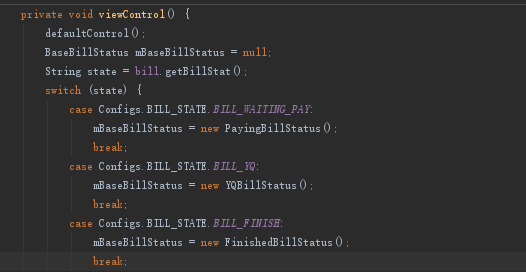 private void viewControl() {
defaultControl();
BaseBillStatus mBaseBillStatus = null;
String state = bill.getBillStat();
switch (state) {
case Configs.BILL_STATE.BILL_WAITING_PAY:
mBaseBillStatus = new PayingBillStatus();
break;
case Configs.BILL_STATE.BILL_YQ:
mBaseBillStatus = new YQBillStatus();
break;
case Configs.BILL_STATE.BILL_FINISH:
mBaseBillStatus = new FinishedBillStatus();
break;